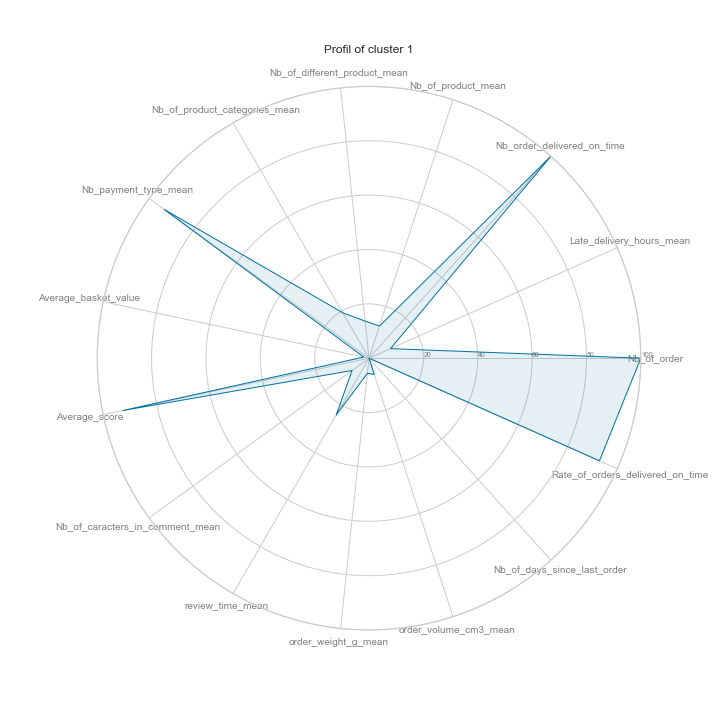 Profil of cluster 1
Nb_of_different_product_mean
Nb_of_product_mean
Nb_of_product_categories_mean
Nb_order_delivered_on_time
Nb_payment_type_mean
Late_delivery_hours_mean
Average_basket_value
20 40 60 80 100
Nb_of_order
Average_score
Rate_of_orders_delivered_on_time
Nb_of_caracters_in_comment_mean
Nb_of_days_since_last_order
review_time_mean
order_volume_cm3_mean
order_weight_g_mean